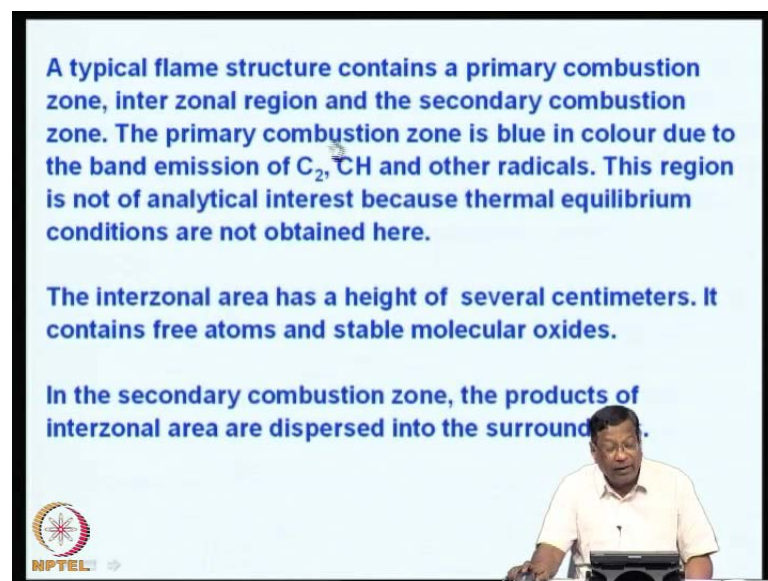 A typical flame structure contains a primary combustion
zone, inter zonal region and the secondary combustion
zone. The primary combustion zone is blue in colour due to
the band emission of C₂, CH and other radicals. This region
is not of analytical interest because thermal equilibrium
conditions are not obtained here.
The interzonal area has a height of several centimeters. It
contains free atoms and stable molecular oxides.
In the secondary combustion zone, the products of
interzonal area are dispersed into the
NPTEL